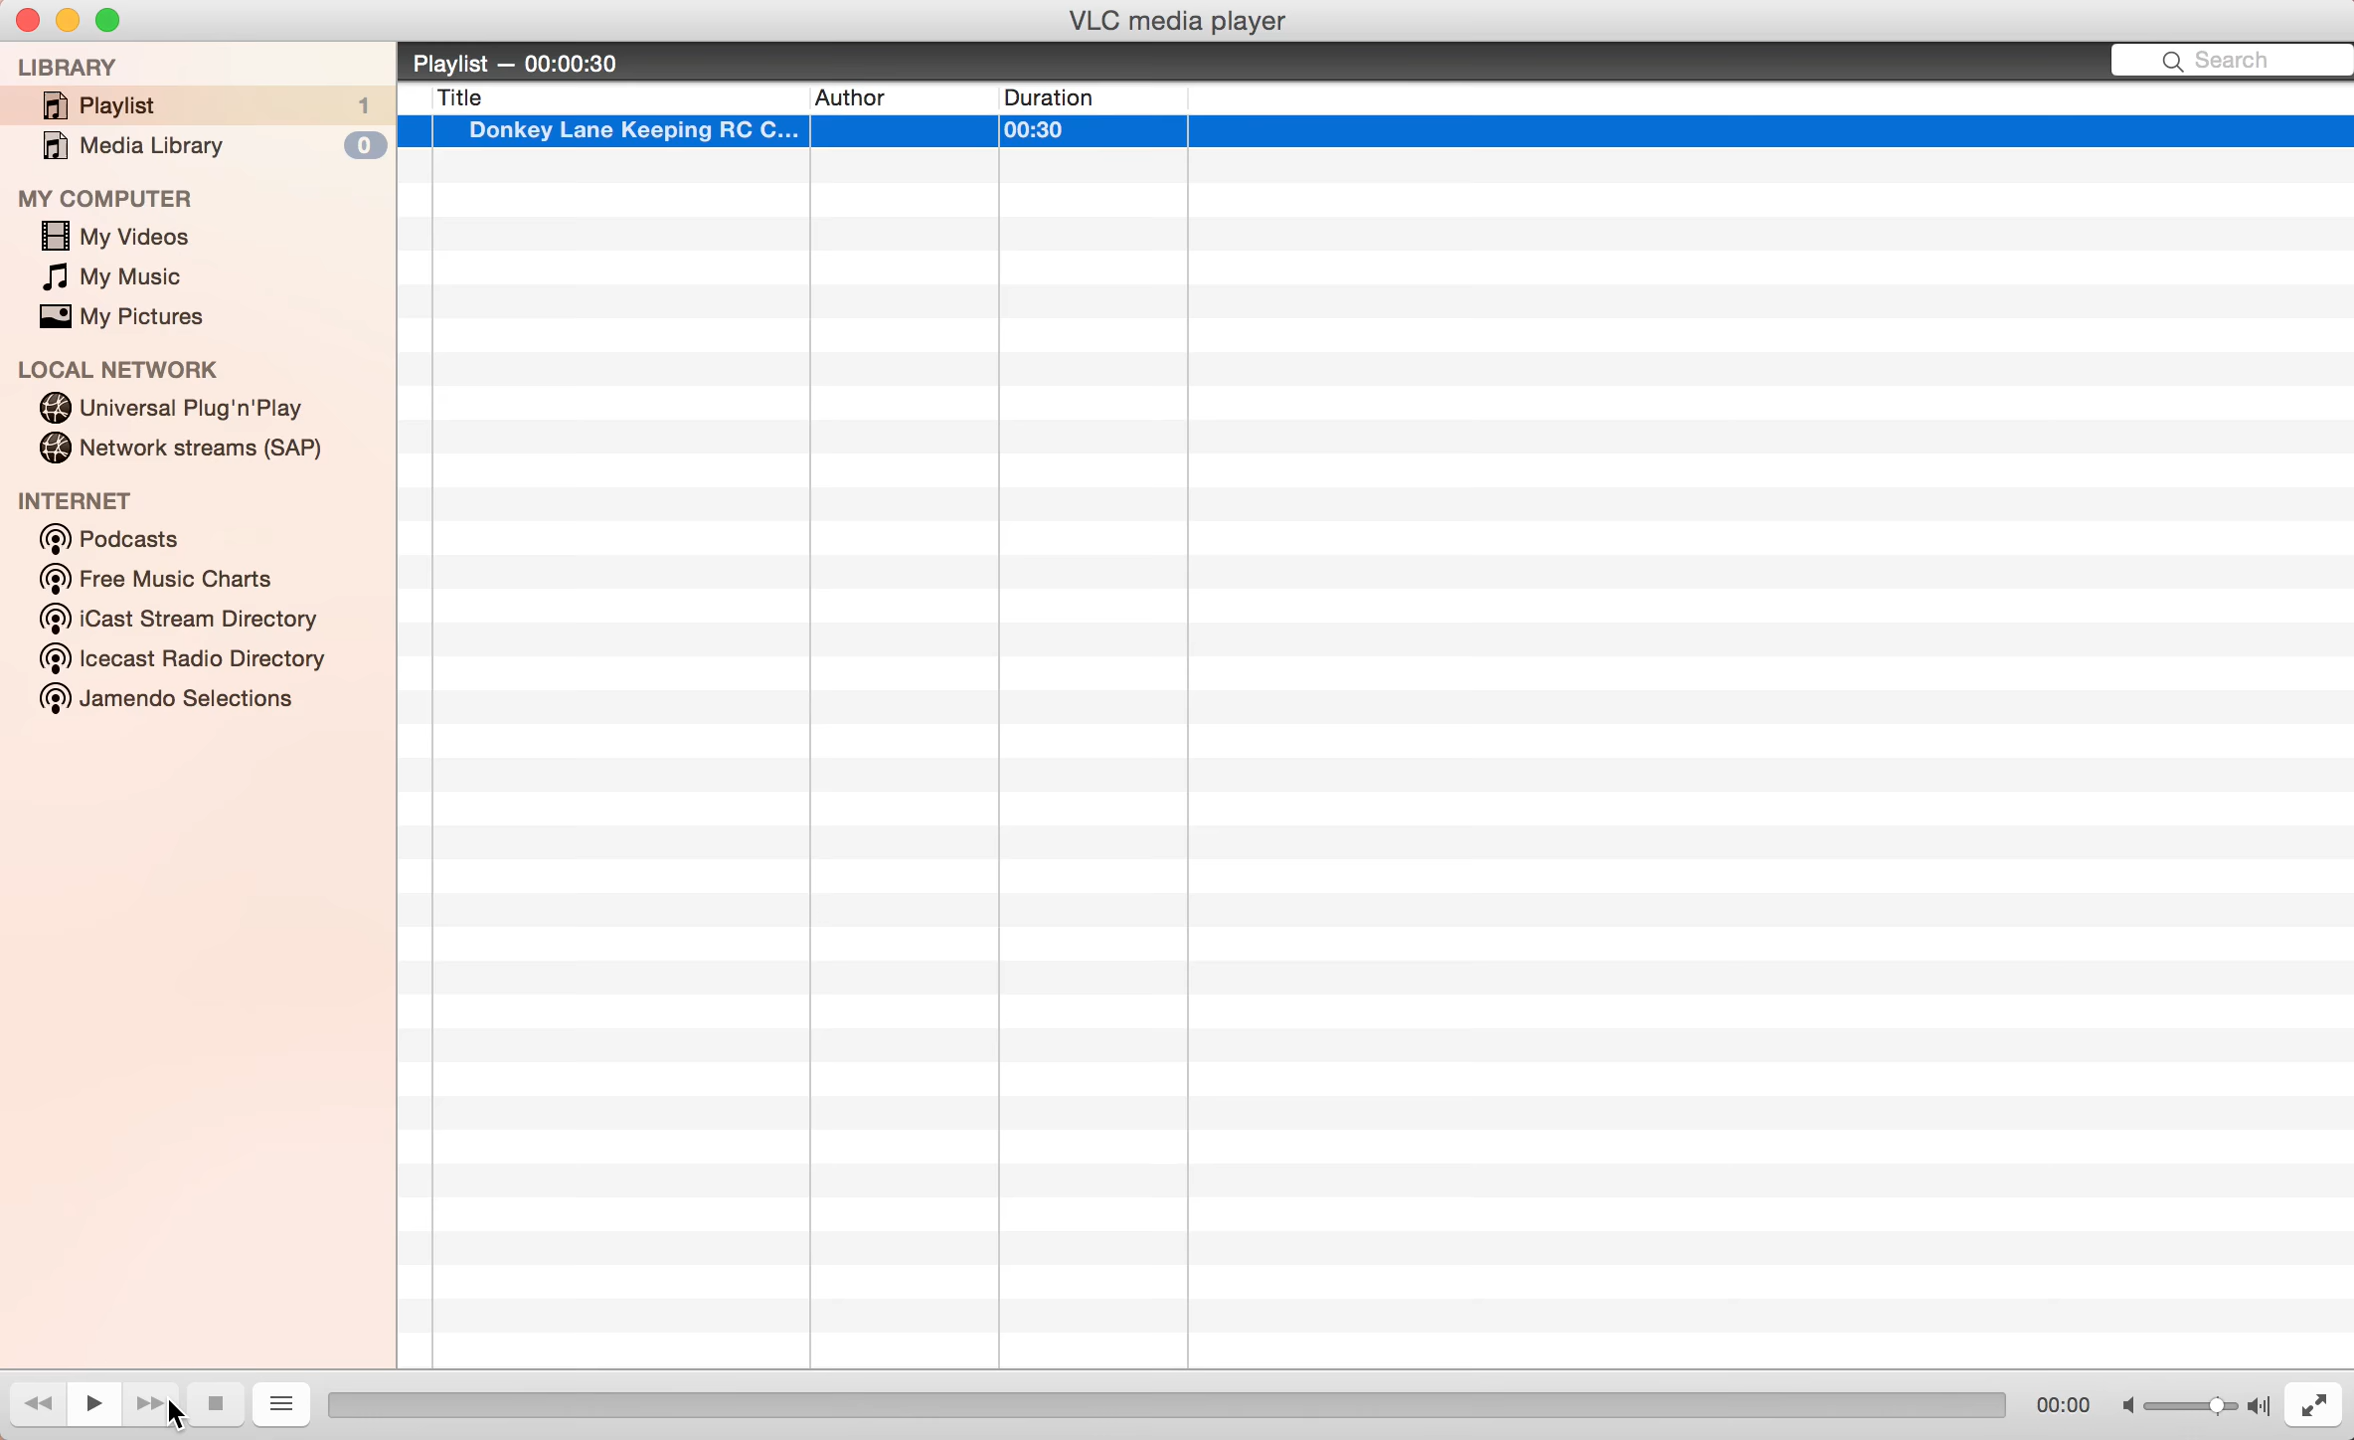 VLC media player
LIBRARY
Playlist 1
Media Library 0
MY COMPUTER
My Videos
My Music
My Pictures
LOCAL NETWORK
Universal Plug'n'Play
Network streams (SAP)
INTERNET
Podcasts
Free Music Charts
iCast Stream Directory
Icecast Radio Directory
Jamendo Selections
Playlist — 00:00:30
Search
Title Author Duration
Donkey Lane Keeping RC C... 00:30
00:00